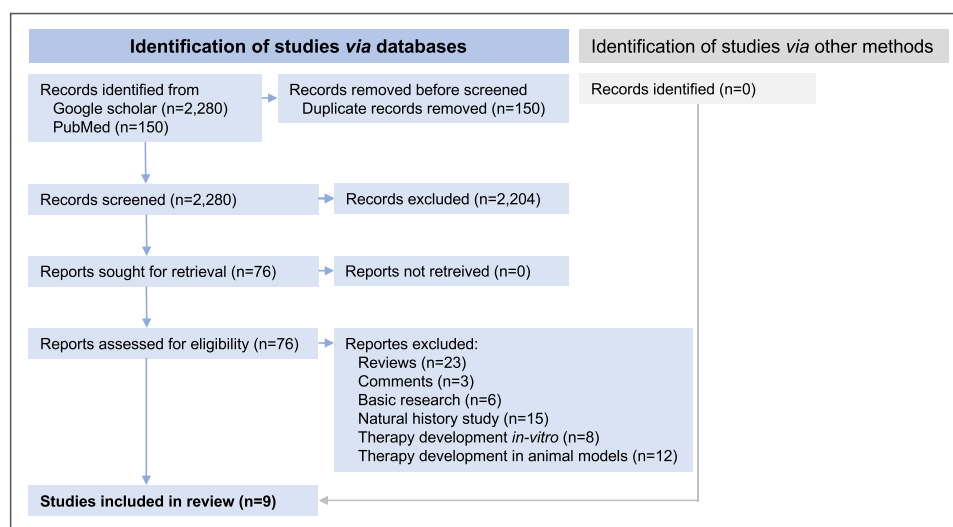 Identification of studies via databases
Identification of studies via other methods
Records identified from
Google scholar (n=2,280)
PubMed (n=150)
Records removed before screened
Duplicate records removed (n=150)
Records identified (n=0)
Records screened (n=2,280)
Records excluded (n=2,204)
Reports sought for retrieval (n=76)
Reports not retreived (n=0)
Reports assessed for eligibility (n=76)
Reportes excluded:
Reviews (n=23)
Comments (n=3)
Basic research (n=6)
Natural history study (n=15)
Therapy development in-vitro (n=8)
Therapy development in animal models (n=12)
Studies included in review (n=9)